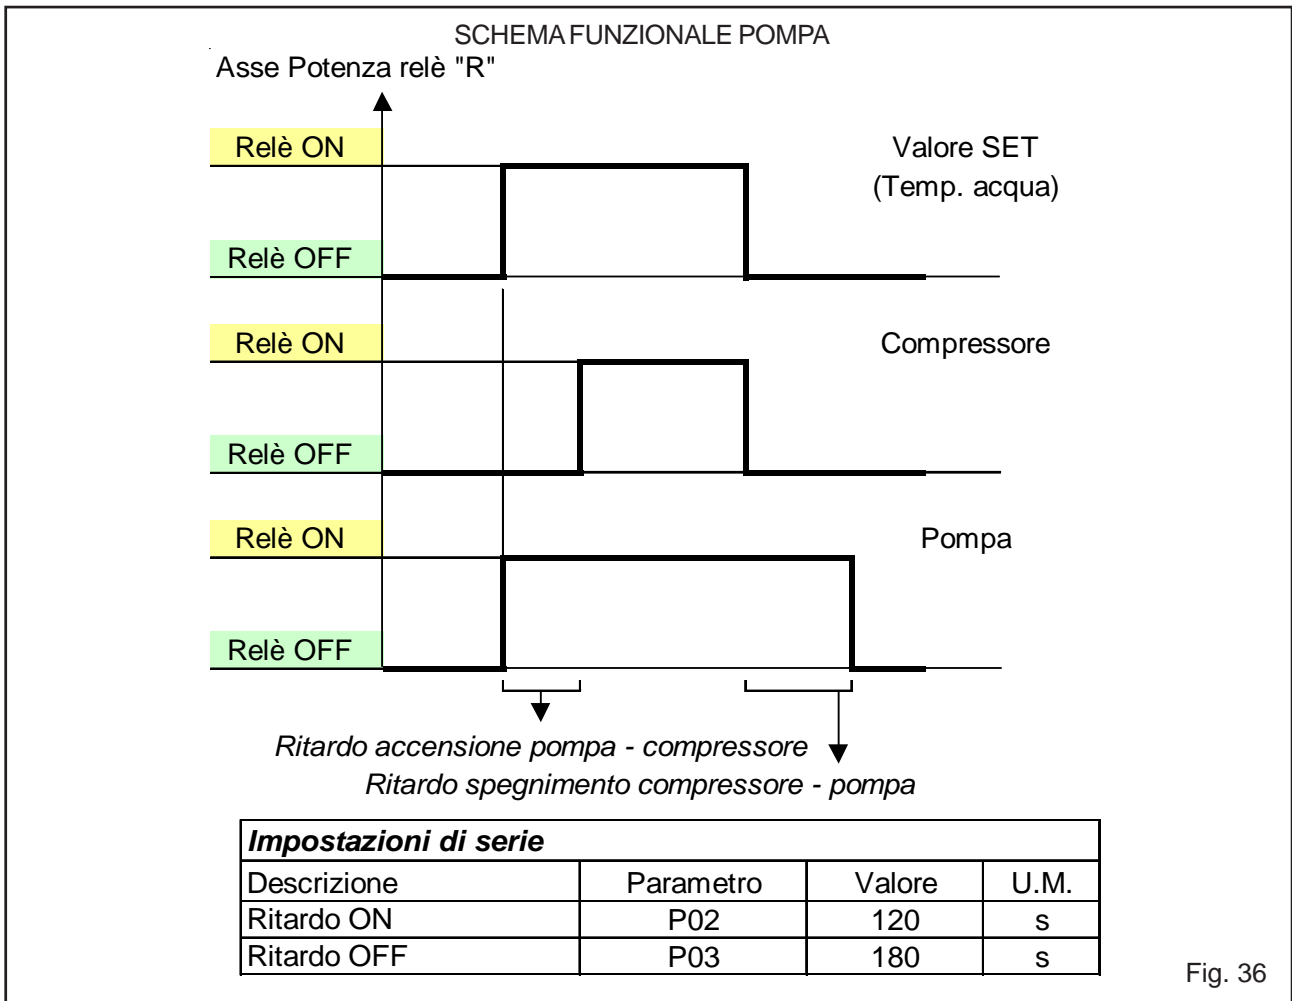 SCHEMA FUNZIONALE POMPA
Asse Potenza relè "R"
Relè ON
Valore SET
(Temp. acqua)
Relè OFF
Relè ON
Compressore
Relè OFF
Relè ON
Pompa
Relè OFF
Ritardo accensione pompa - compressore
Ritardo spegnimento compressore - pompa
Impostazioni di serie
Descrizione Parametro Valore U.M.
Ritardo ON P02 120 s
Ritardo OFF P03 180 s
Fig. 36